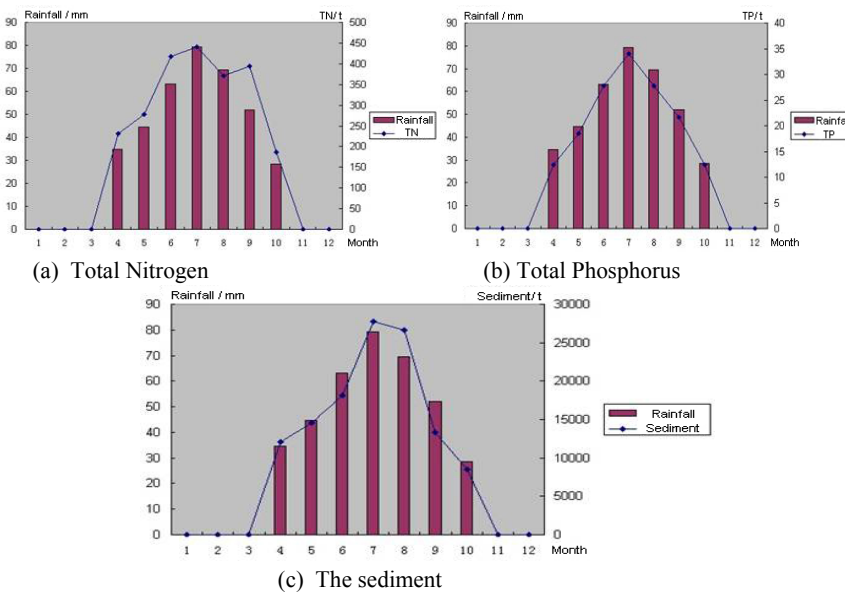 Rainfall / mm TN/ t
90 500
80 450
70 400
60 350
50 300
40 250
30 200
20 150
10 100
0 50
0
Rainfall
TN
1 2 3 4 5 6 7 8 9 10 11 12 Month
(a) Total Nitrogen
Rainfall / mm TP/ t
90 40
80 35
70 30
60 25
50 20
40 15
30 10
20 5
10 0
0
Rainfa
TP
1 2 3 4 5 6 7 8 9 10 11 12 Month
(b) Total Phosphorus
Rainfall / mm Sediment/ t
90 30000
80 25000
70 20000
60 15000
50 10000
40 5000
30 0
20
10
0
Rainfall
Sediment
1 2 3 4 5 6 7 8 9 10 11 12 Month
(c) The sediment